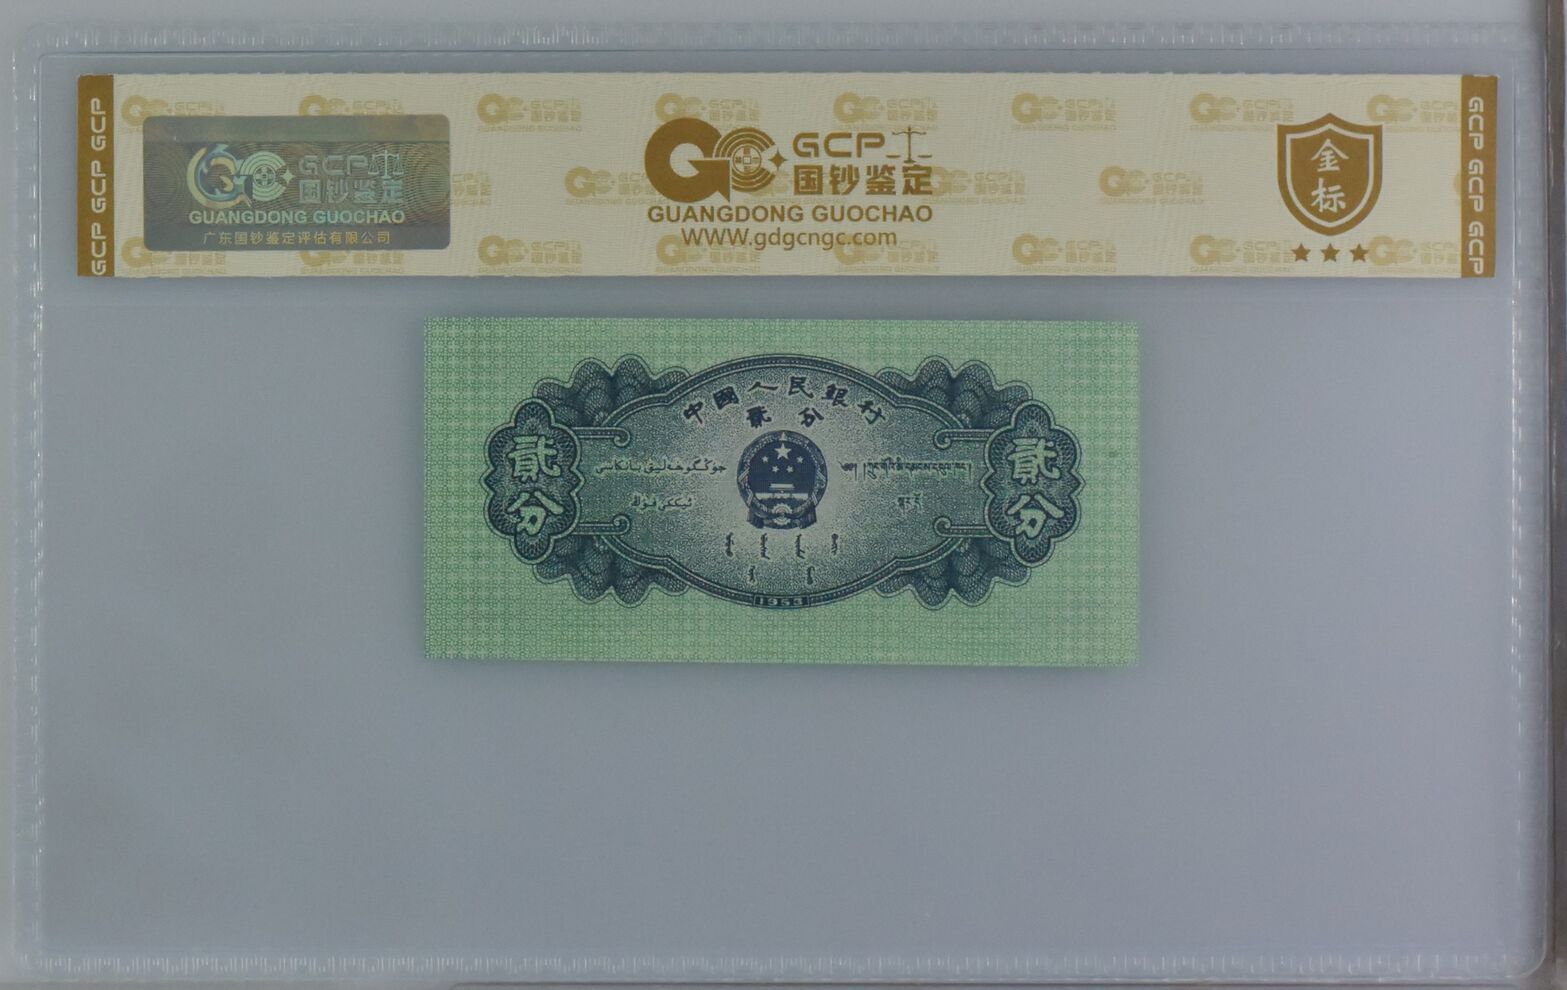 GCP GCP GCP
GCP
国钞鉴定
GUANGDONG GUOCHAO
广东国钞鉴定评估有限公司
GCP
国钞鉴定
GUANGDONG GUOCHAO
WWW.gdgcngc.com
金
标
GCP GCP GCP
中國人民銀行
貳分
貳
分
貳
分
1953